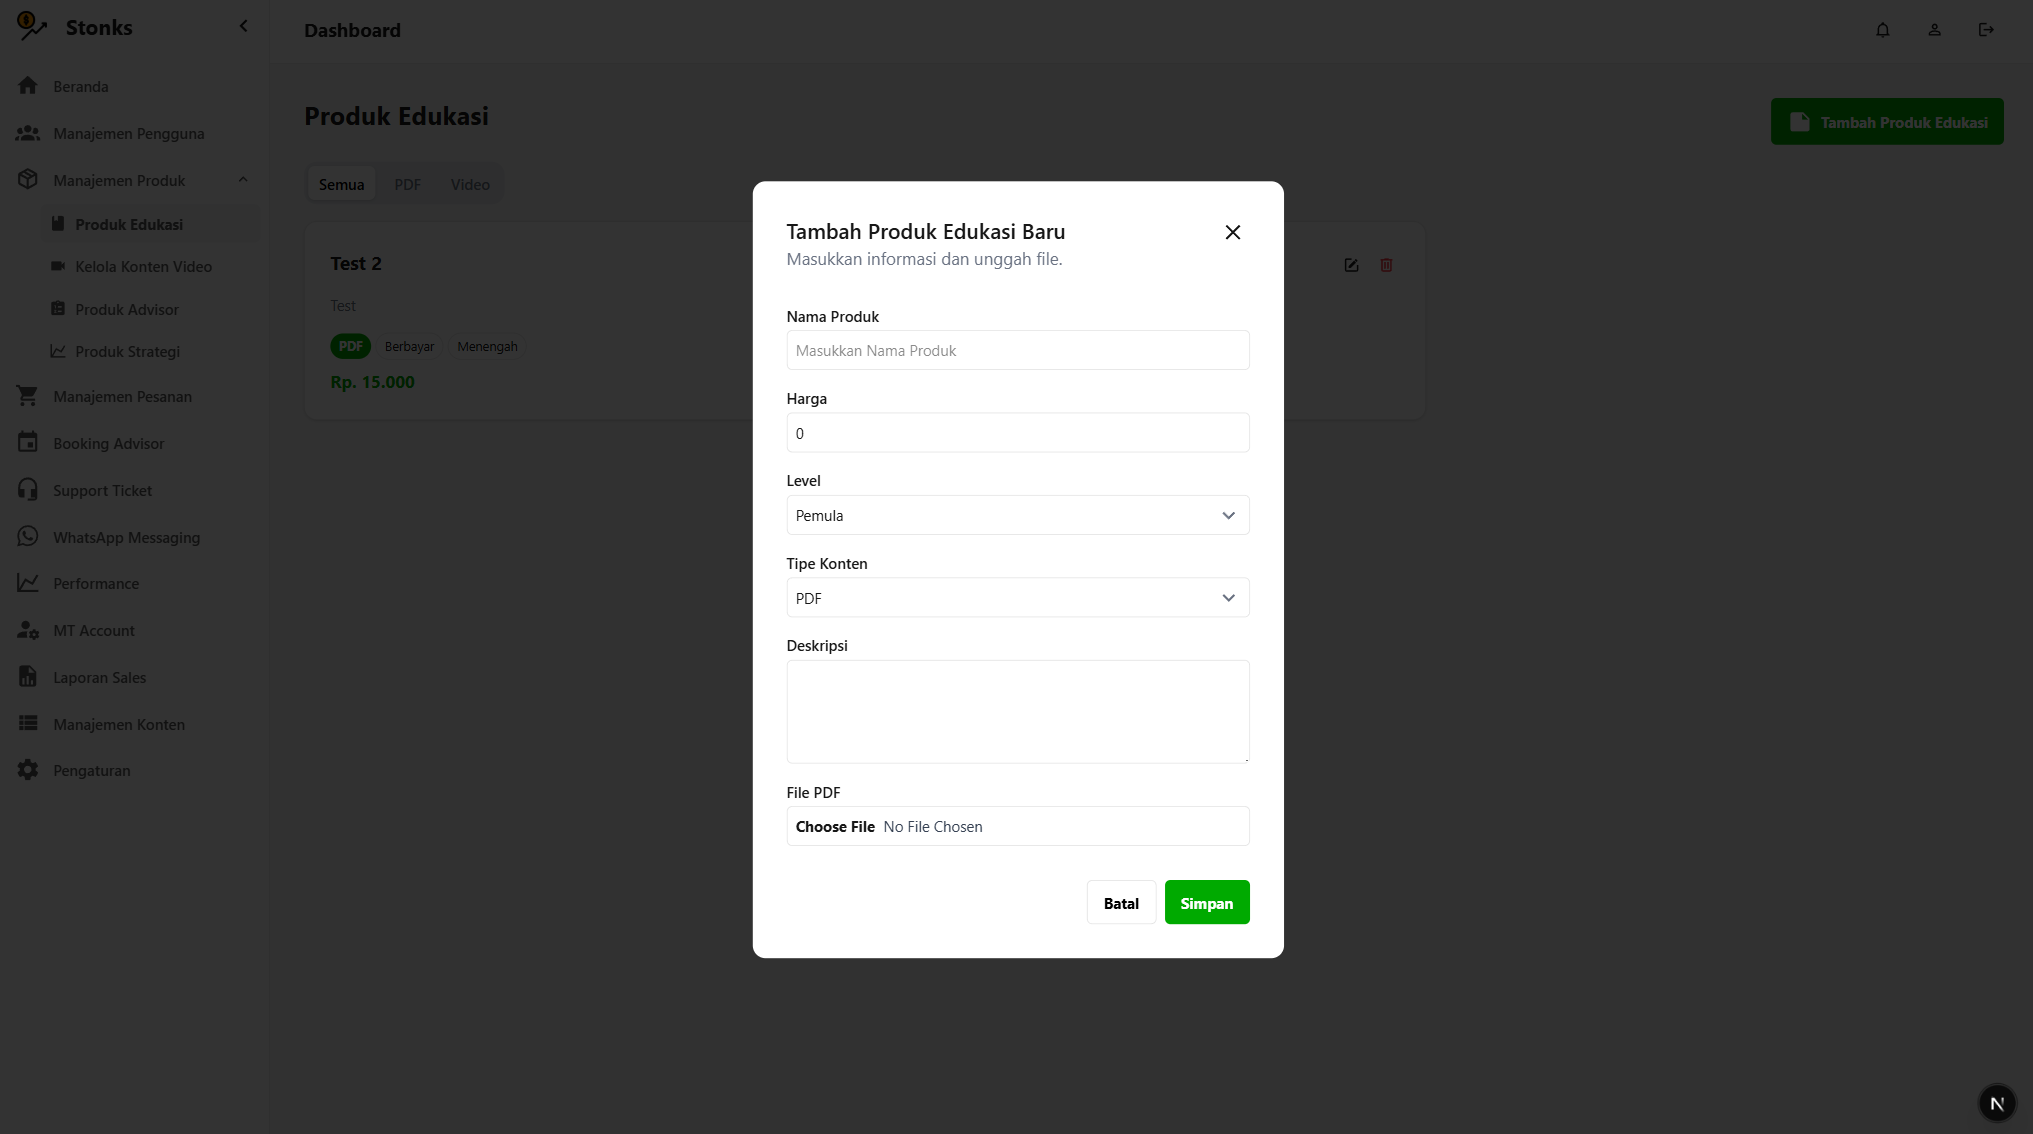 Stonks
Dashboard
Beranda
Manajemen Pengguna
Manajemen Produk
Produk Edukasi
Kelola Konten Video
Produk Advisor
Produk Strategi
Manajemen Pesanan
Booking Advisor
Support Ticket
WhatsApp Messaging
Performance
MT Account
Laporan Sales
Manajemen Konten
Pengaturan
Produk Edukasi
Tambah Produk Edukasi
Semua PDF Video
Test 2
Test
PDF Berbayar Menengah
Rp. 15.000
Tambah Produk Edukasi Baru
Masukkan informasi dan unggah file.
Nama Produk
Masukkan Nama Produk
Harga
0
Level
Pemula
Tipe Konten
PDF
Deskripsi
File PDF
Choose File No File Chosen
Batal Simpan
N